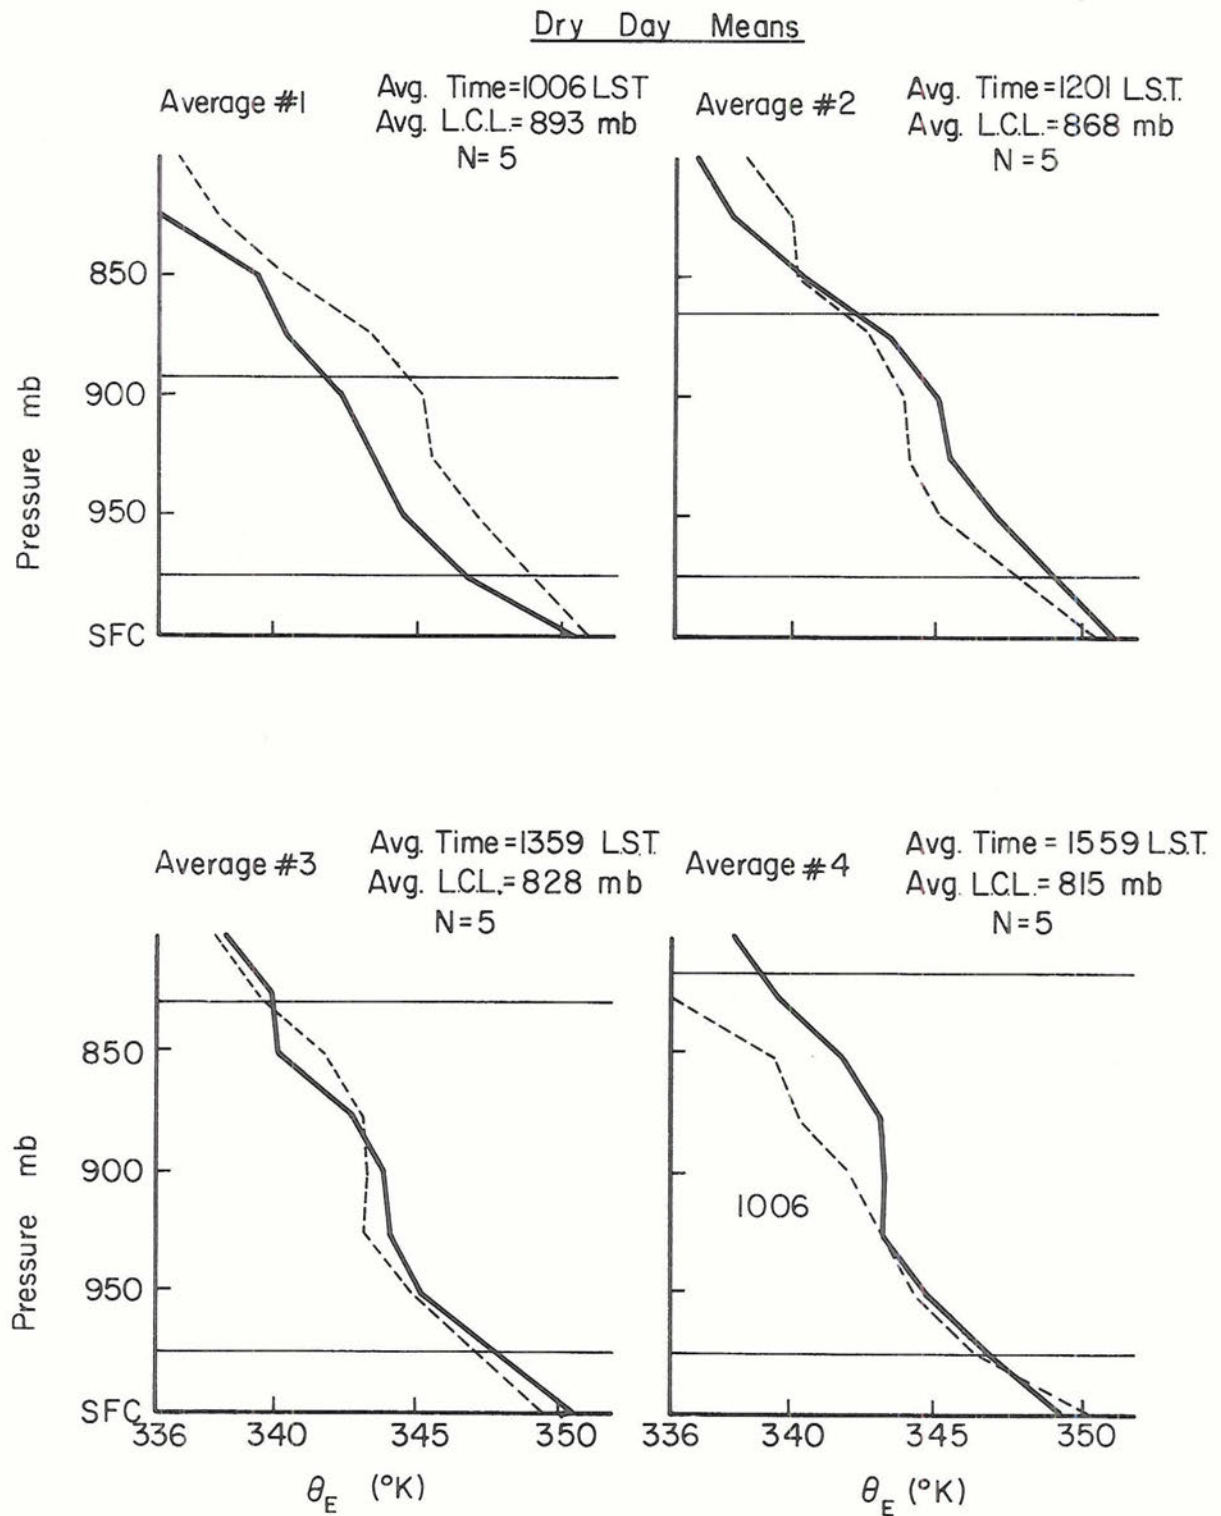 Dry Day Means
Average #1
Avg. Time=1006 LST
Avg. L.C.L.= 893 mb
N= 5
Average #2
Avg. Time=1201 L.S.T.
Avg. L.C.L.=868 mb
N = 5
850
900
950
SFC
Pressure mb
Average #3
Avg. Time=1359 L.S.T.
Avg. L.C.L.=828 mb
N=5
Average #4
Avg. Time = 1559 L.S.T.
Avg. L.C.L.= 815 mb
N=5
850
900
950
SFC
Pressure mb
1006
336 340 345 350
336 340 345 350
θE (°K)
θE (°K)